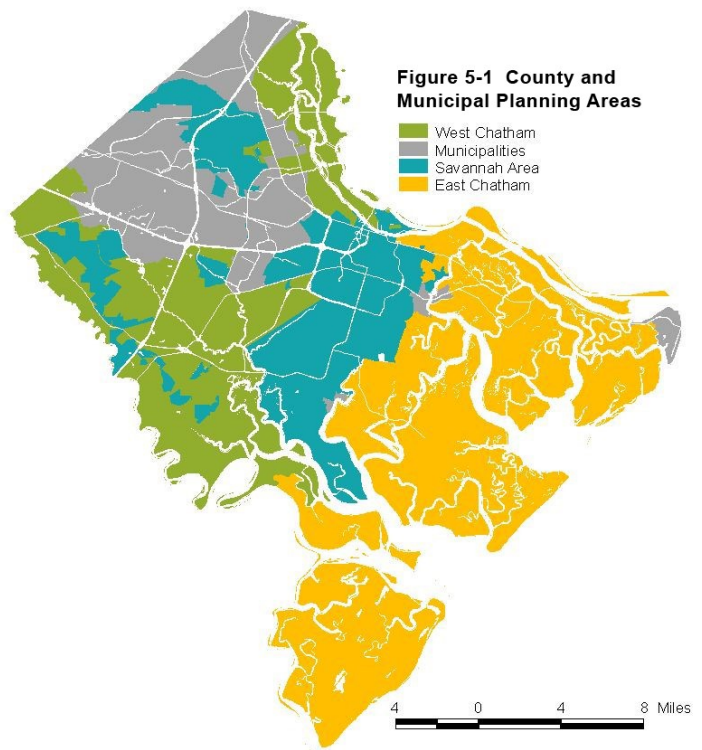 Figure 5-1 County and
Municipal Planning Areas
West Chatham
Municipalities
Savannah Area
East Chatham
4 0 4 8 Miles